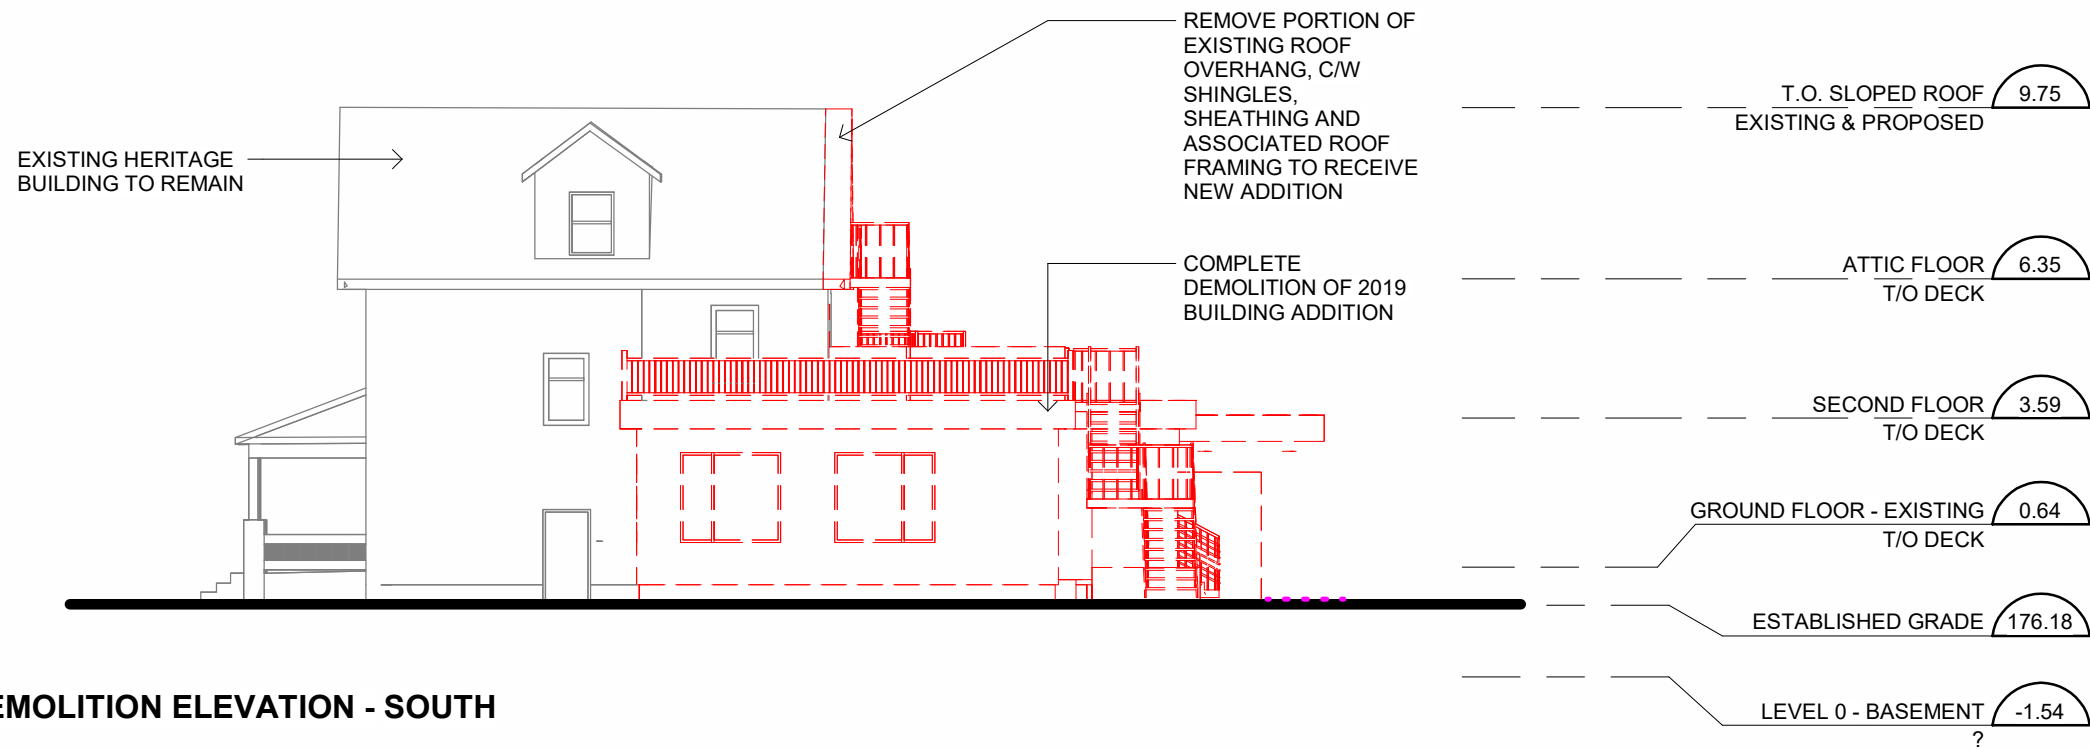 REMOVE PORTION OF
EXISTING ROOF
OVERHANG, C/W
SHINGLES,
SHEATHING AND
ASSOCIATED ROOF
FRAMING TO RECEIVE
NEW ADDITION
EXISTING HERITAGE
BUILDING TO REMAIN
COMPLETE
DEMOLITION OF 2019
BUILDING ADDITION
T.O. SLOPED ROOF 9.75
EXISTING & PROPOSED
ATTIC FLOOR 6.35
T/O DECK
SECOND FLOOR 3.59
T/O DECK
GROUND FLOOR - EXISTING 0.64
T/O DECK
ESTABLISHED GRADE 176.18
LEVEL 0 - BASEMENT -1.54
?
EMOLITION ELEVATION - SOUTH